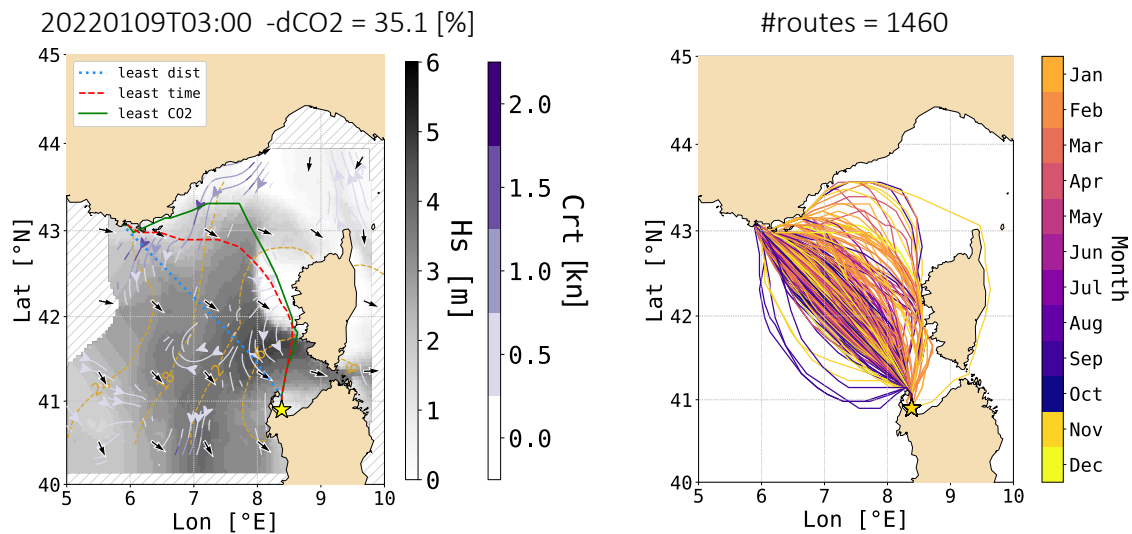 20220109T03:00 -dCO2 = 35.1 [%]
least dist
least time
least CO2
45
44
43
42
41
40
Lat [°N]
5
6
7
8
9
10
Lon [°E]
18
12
6
5
4
3
2
1
0
Hs [m]
2.0
1.5
1.0
0.5
0.0
Crt [kn]
#routes = 1460
45
44
43
42
41
40
Lat [°N]
5
6
7
8
9
10
Lon [°E]
Jan
Feb
Mar
Apr
May
Jun
Jul
Aug
Sep
Oct
Nov
Dec
Month